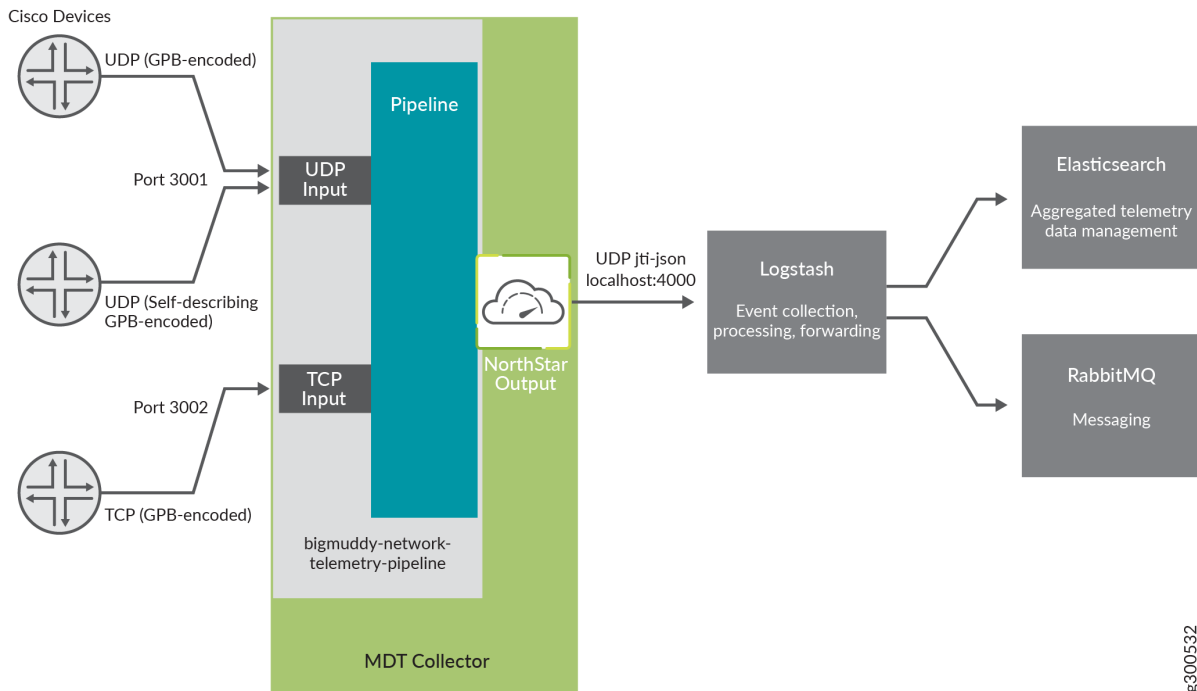 Cisco Devices
UDP (GPB-encoded)
Port 3001
UDP (Self-describing
GPB-encoded)
Port 3002
TCP (GPB-encoded)
Pipeline
UDP
Input
TCP
Input
bigmuddy-network-
telemetry-pipeline
MDT Collector
NorthStar
Output
UDP jti-json
localhost:4000
Logstash
Event collection,
processing, forwarding
Elasticsearch
Aggregated telemetry
data management
RabbitMQ
Messaging
g300532